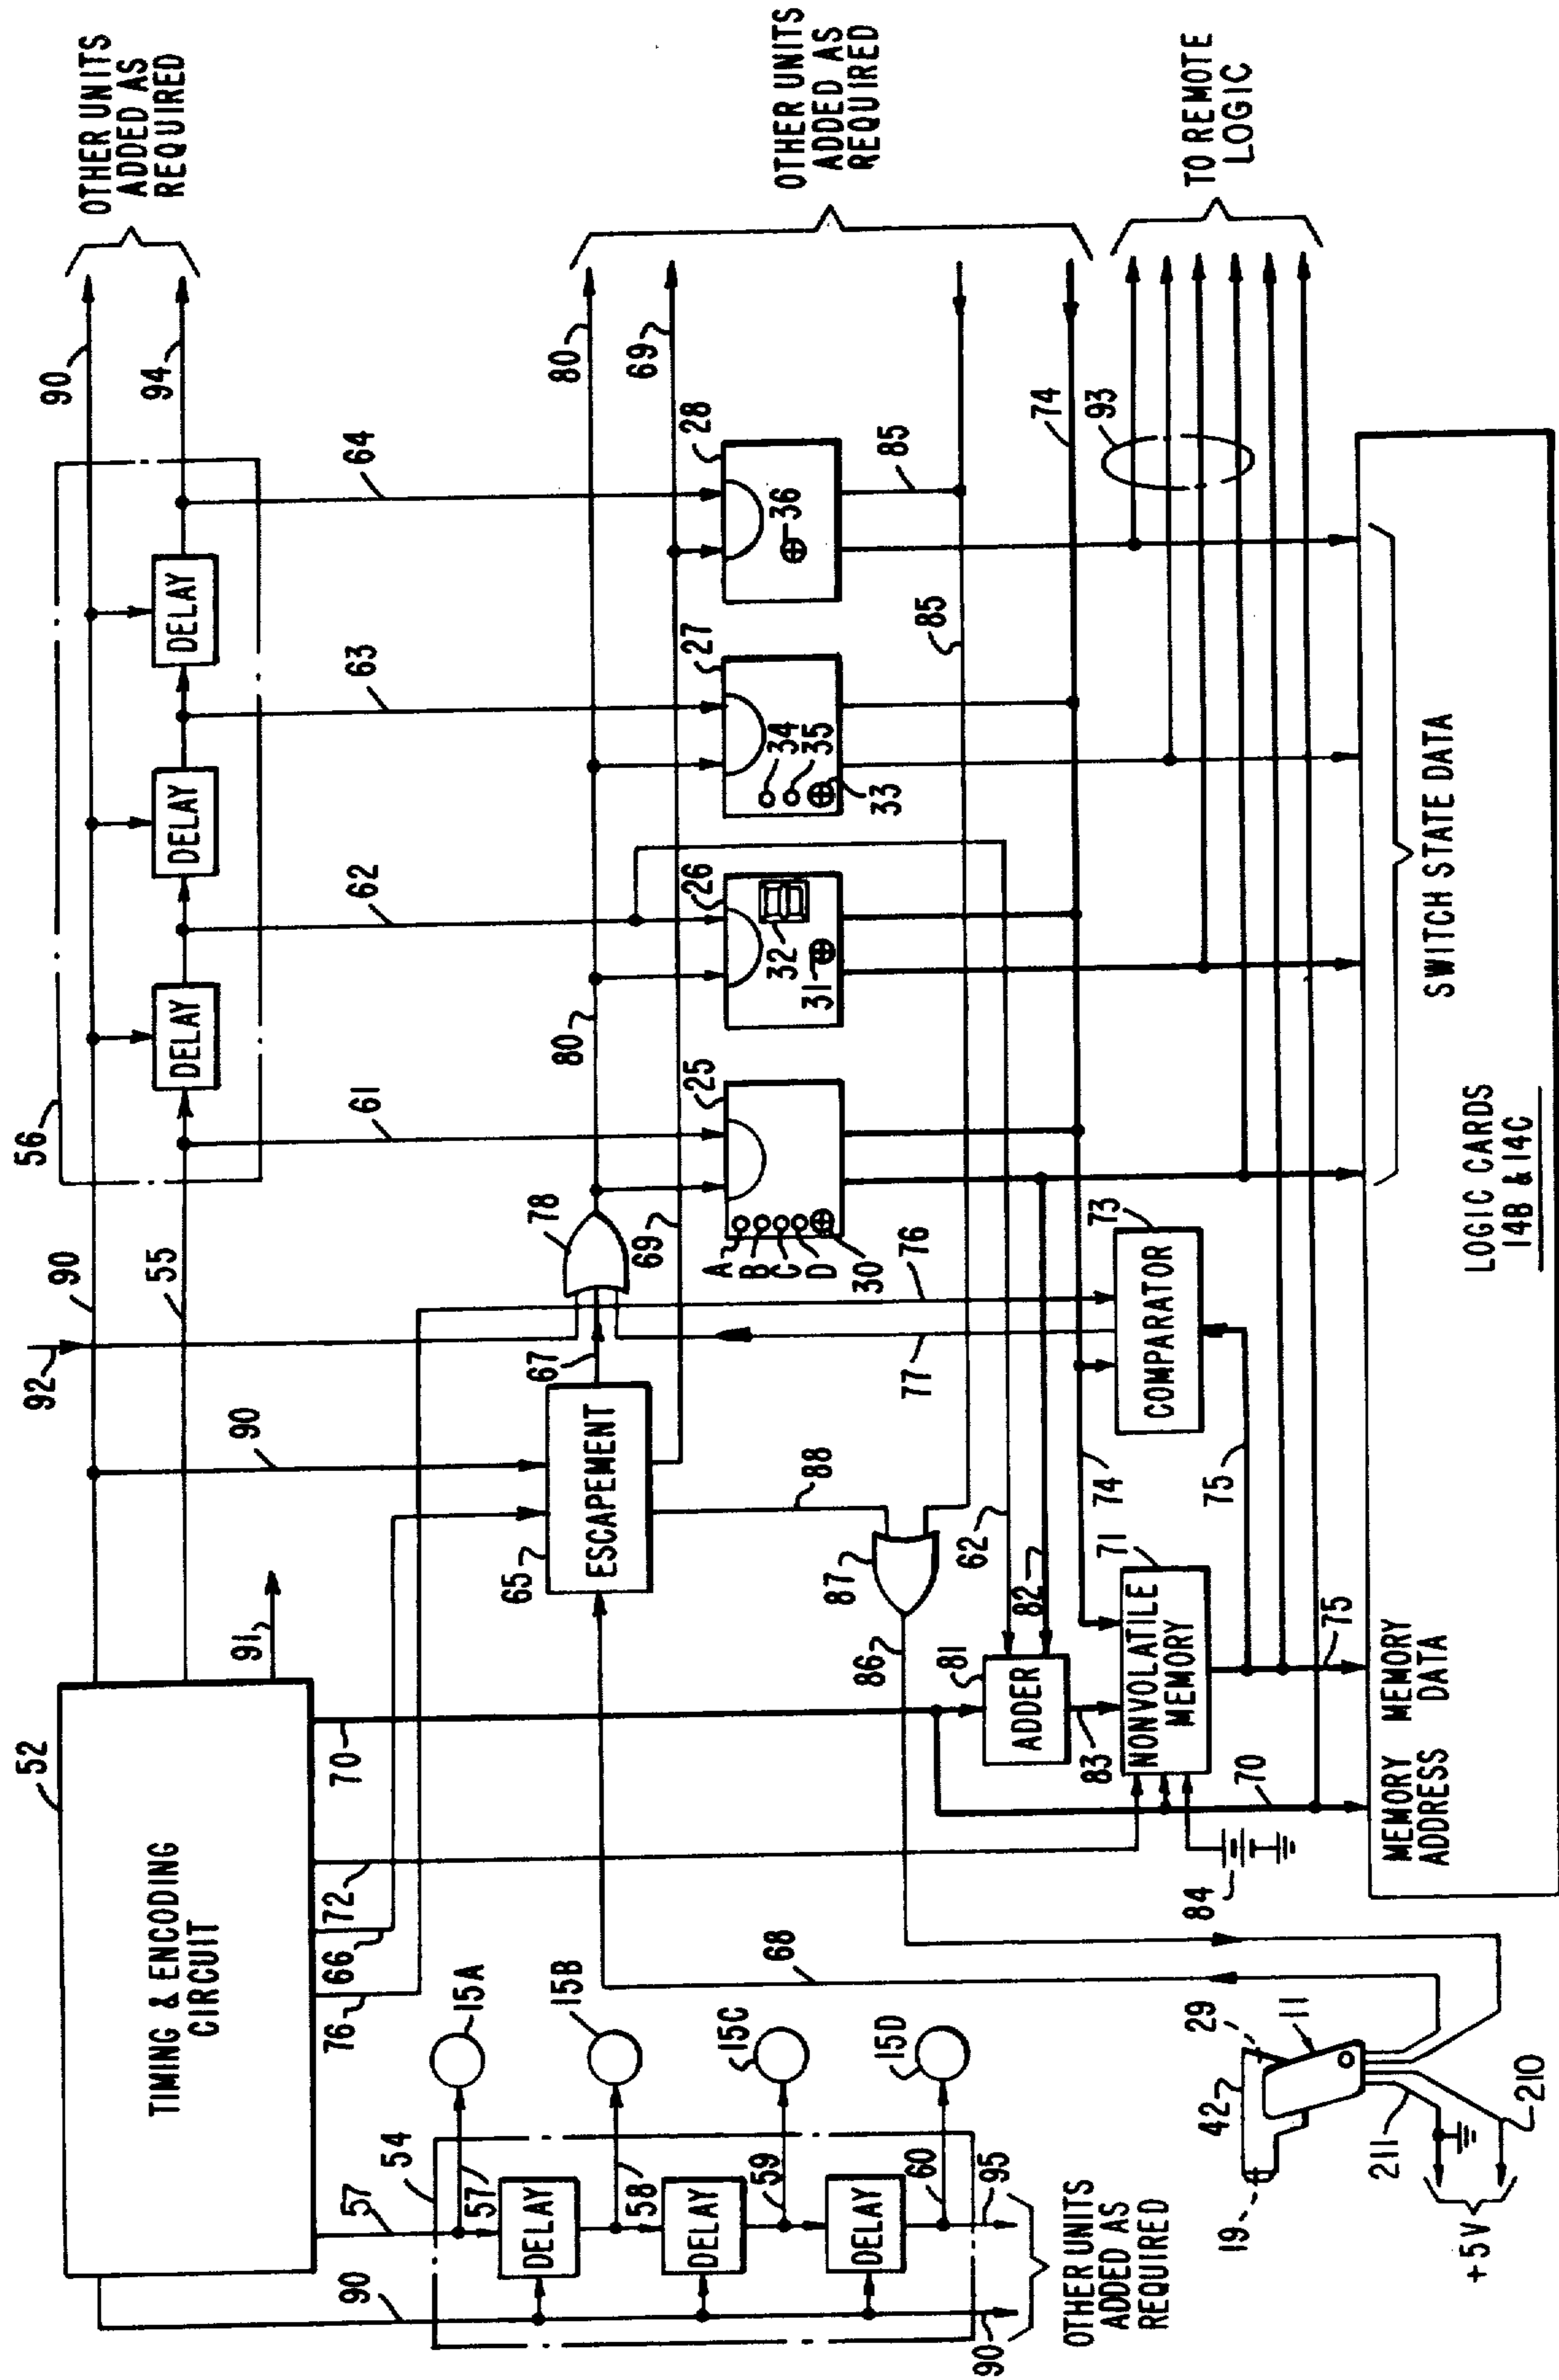 52
TIMING & ENCODING
CIRCUIT
90
55
56
DELAY
DELAY
DELAY
90
94
OTHER UNITS
ADDED AS
REQUIRED
92
91
90
61
62
63
64
57
54
57
DELAY
58
DELAY
59
DELAY
60
95
90
90
OTHER UNITS
ADDED AS
REQUIRED
15A
15B
15C
15D
76
66
72
70
65
ESCAPEMENT
67
78
69
80
80
69
OTHER UNITS
ADDED AS
REQUIRED
88
76
77
25
A
B
C
D
30
26
32
31
27
34
35
33
28
36
85
85
87
86
62
82
68
81
ADDER
83
71
NONVOLATILE
MEMORY
84
70
74
75
73
COMPARATOR
74
93
TO REMOTE
LOGIC
75
MEMORY
ADDRESS
MEMORY
DATA
SWITCH STATE DATA
LOGIC CARDS
14B & 14C
19
42
29
11
211
210
+5V